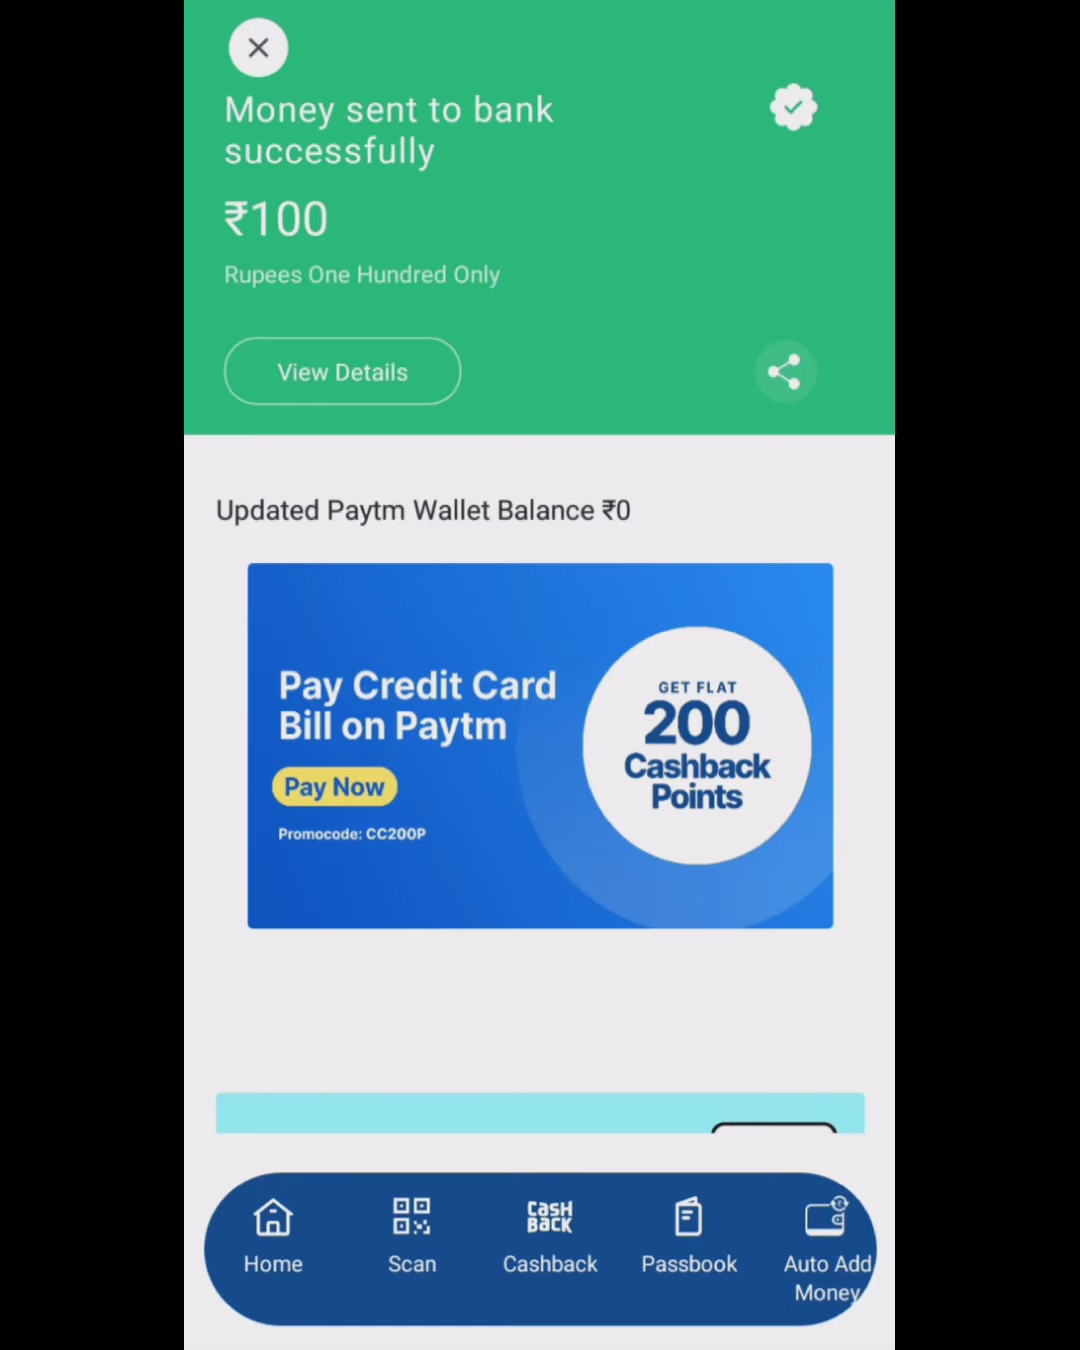 Money sent to bank
successfully
₹100
Rupees One Hundred Only
View Details
Updated Paytm Wallet Balance ₹0
Pay Credit Card
Bill on Paytm
Pay Now
Promocode: CC200P
GET FLAT
200
Cashback
Points
CASH
BACK
Home
Scan
Cashback
Passbook
Auto Add
Money